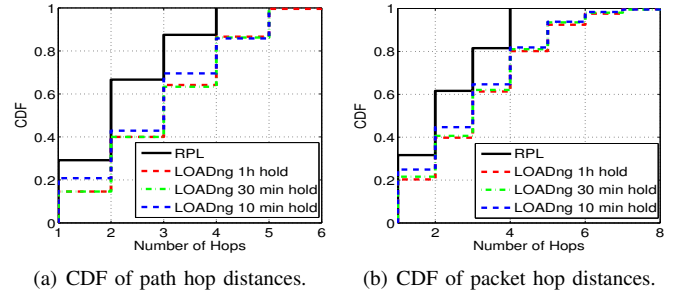 1
0.8
0.6
0.4
0.2
0
CDF
1 2 3 4 5 6
Number of Hops
RPL
LOADng 1h hold
LOADng 30 min hold
LOADng 10 min hold
(a) CDF of path hop distances.
1
0.8
0.6
0.4
0.2
0
CDF
2 4 6 8
Number of Hops
RPL
LOADng 1h hold
LOADng 30 min hold
LOADng 10 min hold
(b) CDF of packet hop distances.